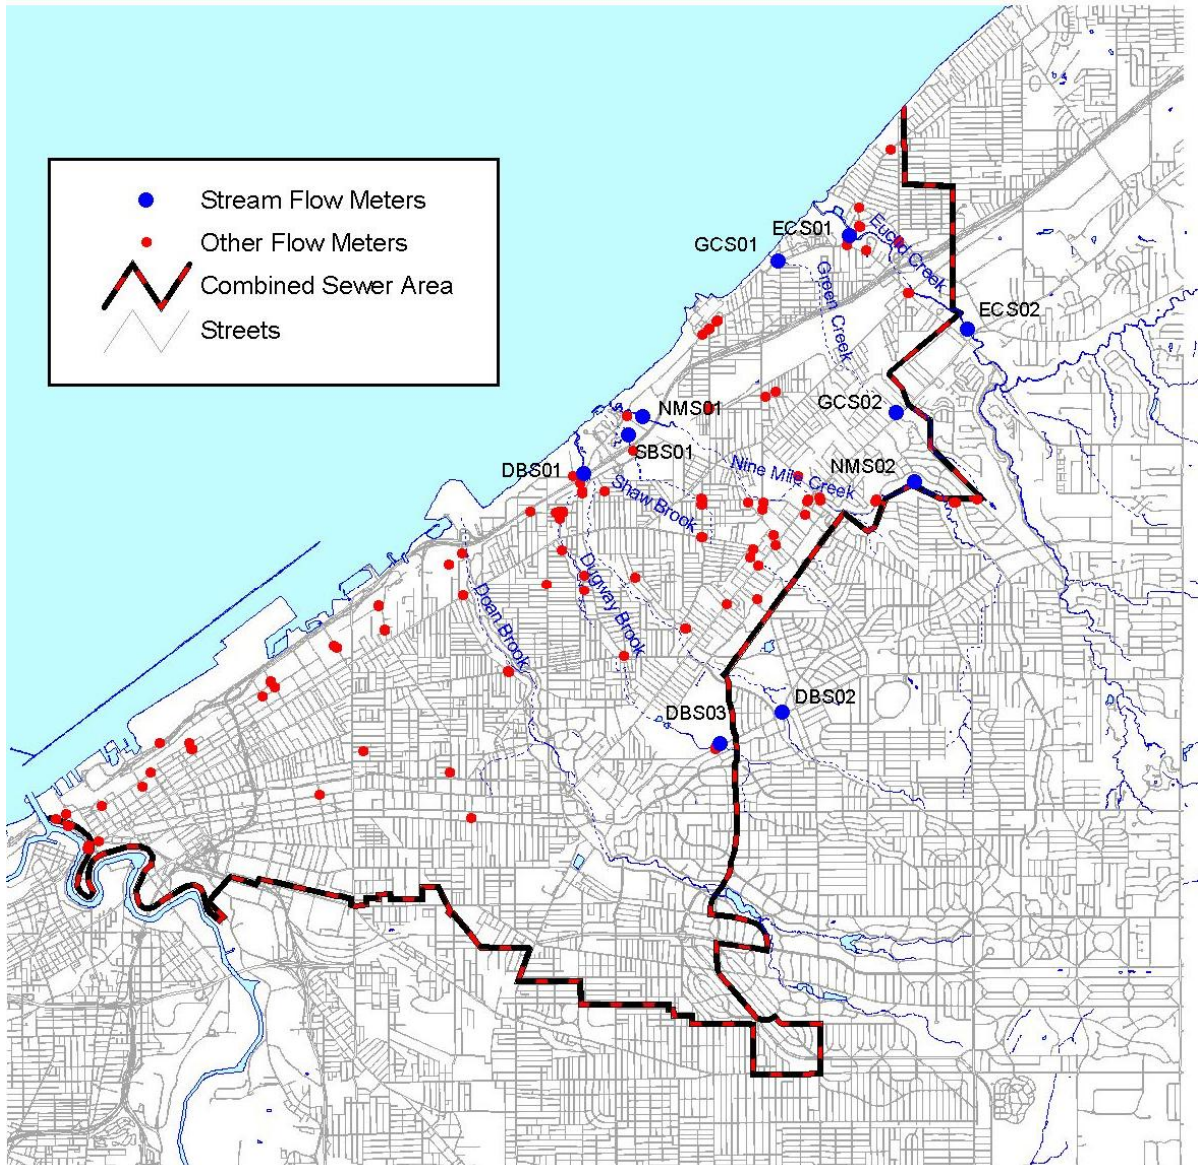 Stream Flow Meters
Other Flow Meters
Combined Sewer Area
Streets
ECS01
GCS01
Euclid Creek
Green Creek
ECS02
GCS02
NMS01
SBS01
DBS01
Nine Mile Creek
NMS02
Shaw Brook
Dugway Brook
Doan Brook
DBS02
DBS03